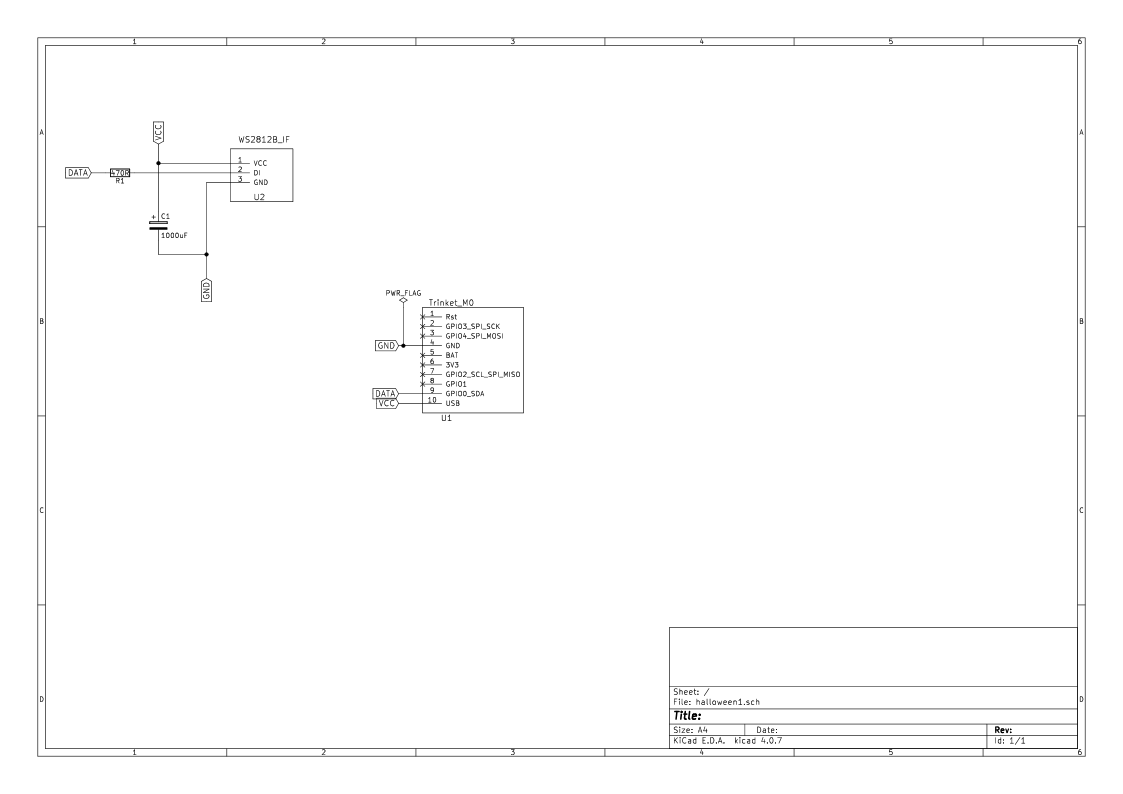 1 2 3 4 5 6
A A
VCC
WS2812B_IF
1 VCC
DATA 470R 2 DI
R1 3 GND
U2
+ C1
1000uF
GND
PWR_FLAG
Trinket_M0
1 Rst
2 GPIO3_SPI_SCK
B B
3 GPIO4_SPI_MOSI
GND 4 GND
5 BAT
6 3V3
7 GPIO2_SCL_SPI_MISO
8 GPIO1
DATA 9 GPIO0_SDA
VCC 10 USB
U1
C C
Sheet: /
File: halloween1.sch
D D
Title:
Size: A4 Date: Rev:
KiCad E.D.A. kicad 4.0.7 Id: 1/1
1 2 3 4 5 6